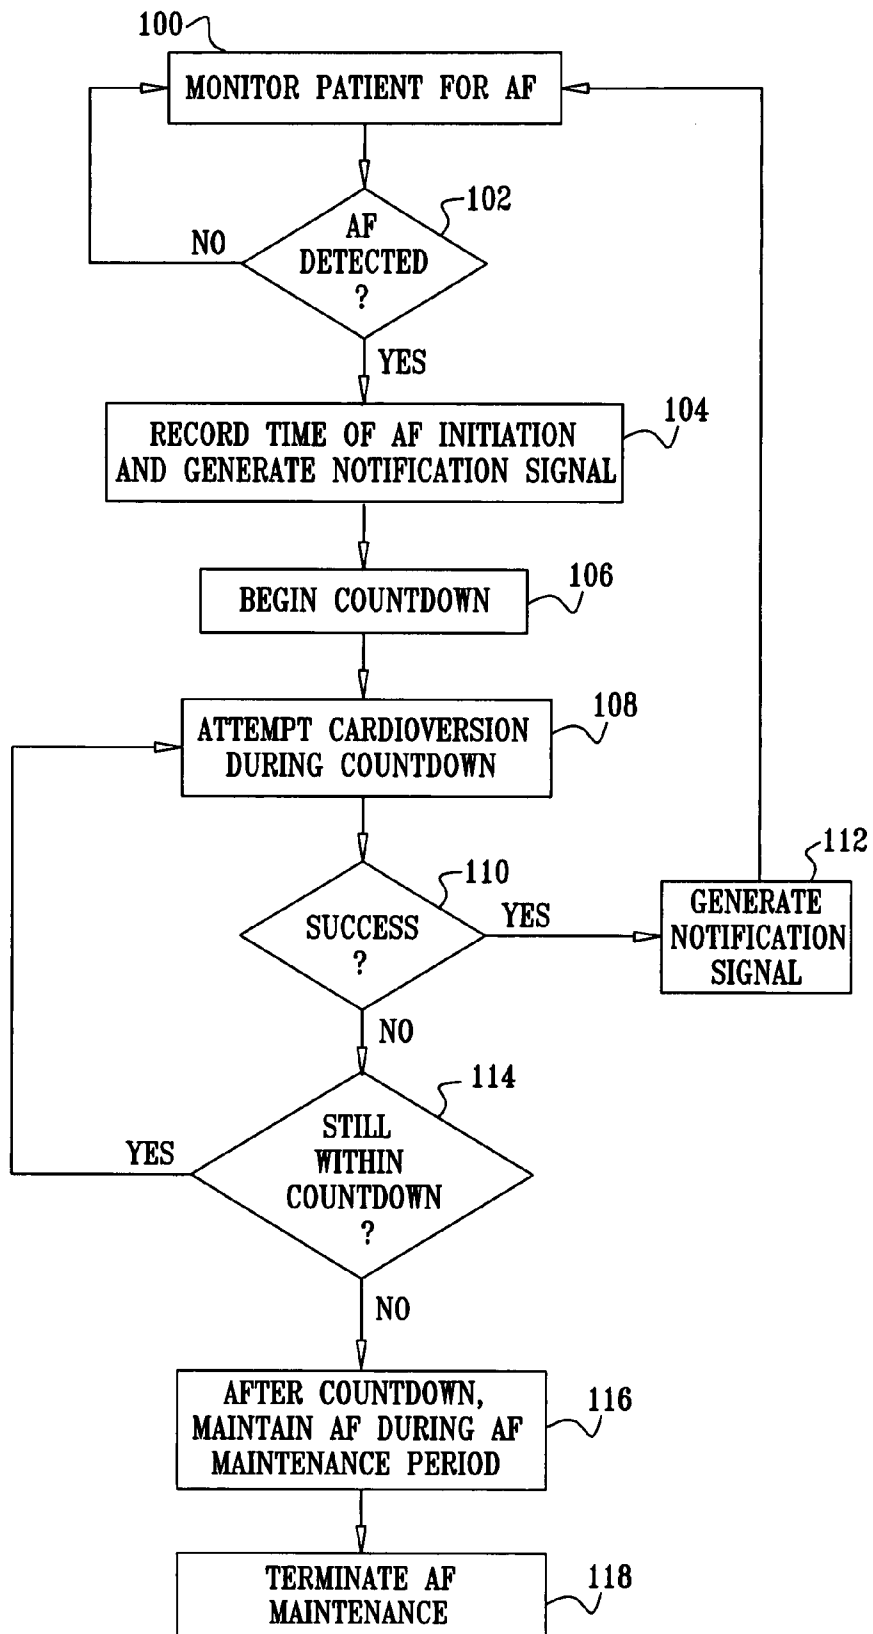 100
MONITOR PATIENT FOR AF
102
AF
DETECTED
?
NO
YES
104
RECORD TIME OF AF INITIATION
AND GENERATE NOTIFICATION SIGNAL
106
BEGIN COUNTDOWN
108
ATTEMPT CARDIOVERSION
DURING COUNTDOWN
110
SUCCESS
?
YES
112
GENERATE
NOTIFICATION
SIGNAL
NO
114
STILL
WITHIN
COUNTDOWN
?
YES
NO
116
AFTER COUNTDOWN,
MAINTAIN AF DURING AF
MAINTENANCE PERIOD
118
TERMINATE AF
MAINTENANCE